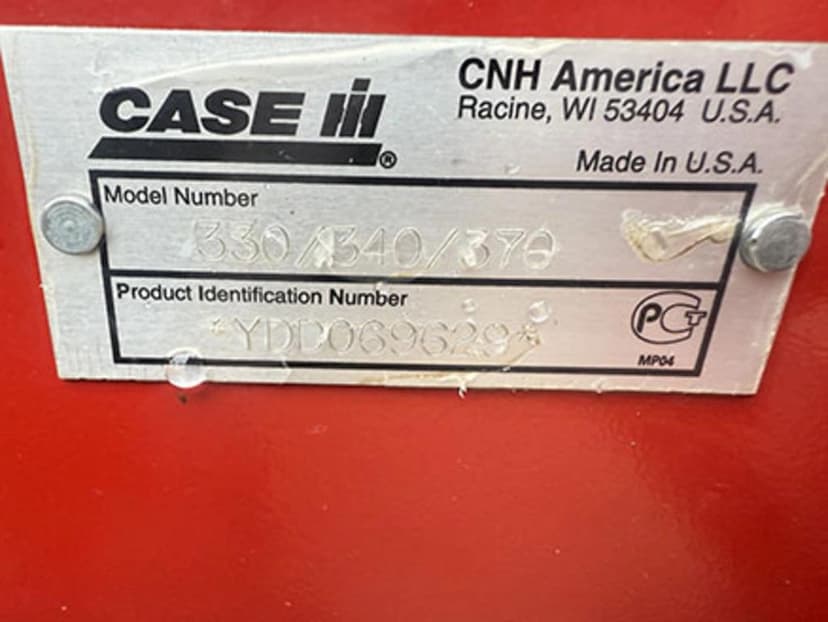 CASE IH®
CNH America LLC
Racine, WI 53404 U.S.A.
Made In U.S.A.
Model Number
330/340/370
Product Identification Number
*YDD069629*
PCT
MP04